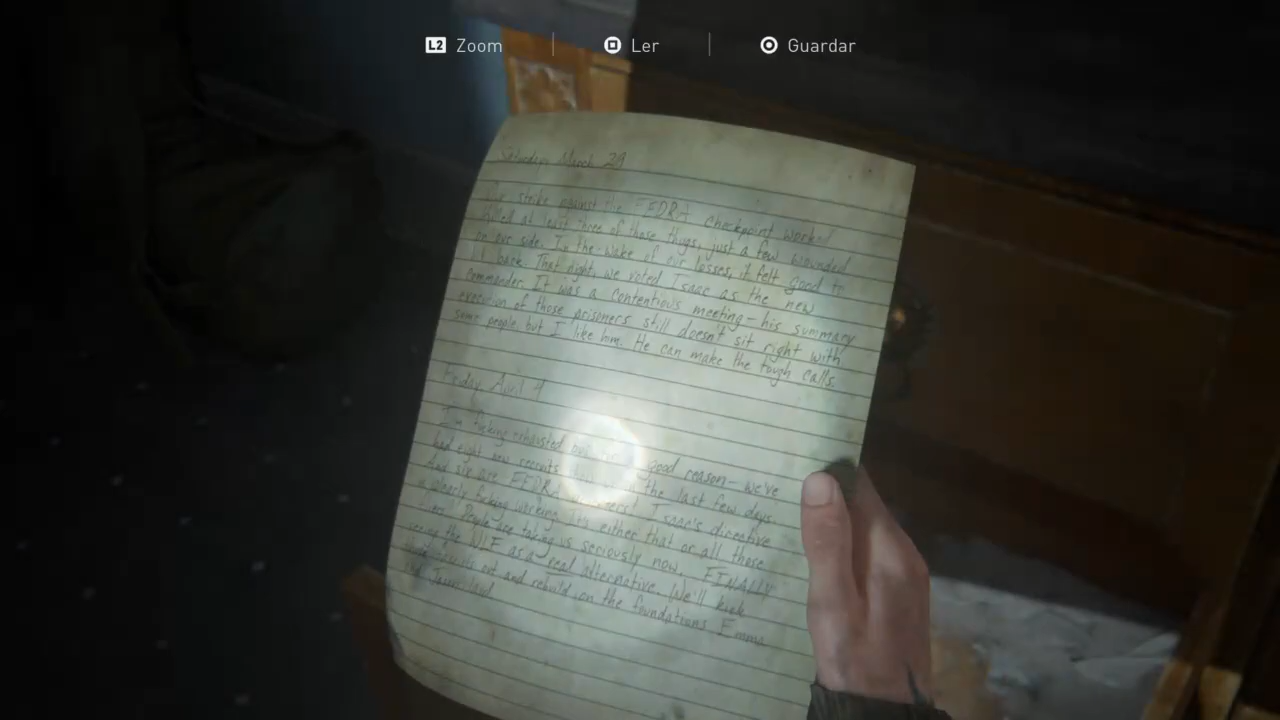 L2 Zoom
Ler
Guardar
Saturday, March 29
strike against the FEDRA checkpoint worked
at least three of those thugs, just a few wounded
on our side. In the wake of our losses, it felt good to
hit back. That night, we voted Isaac as the new
commander. It was a contentious meeting—his summary
execution of those prisoners still doesn't sit right with
some people but I like him. He can make the tough calls.
Friday, April 4
I'm fucking exhausted good reason—we've
had eight new recruits in the last few days.
And six are FEDRA Isaac's directive
is clearly fucking working. It's either that or all those
People are taking us seriously now. FINALLY
seeing the WLF as a real alternative. We'll kick
out and rebuild on the foundations Emma
and Jason laid.